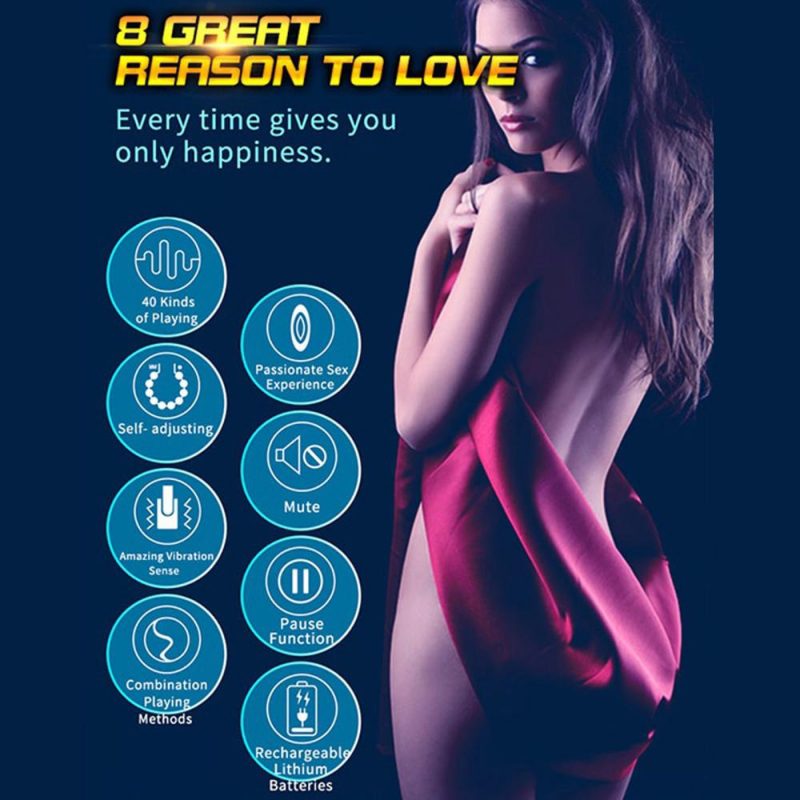 8 GREAT
REASON TO LOVE
Every time gives you
only happiness.
40 Kinds
of Playing
Passionate Sex
Experience
Self- adjusting
Mute
Amazing Vibration
Sense
Pause
Function
Combination
Playing
Methods
Rechargeable
Lithium
Batteries